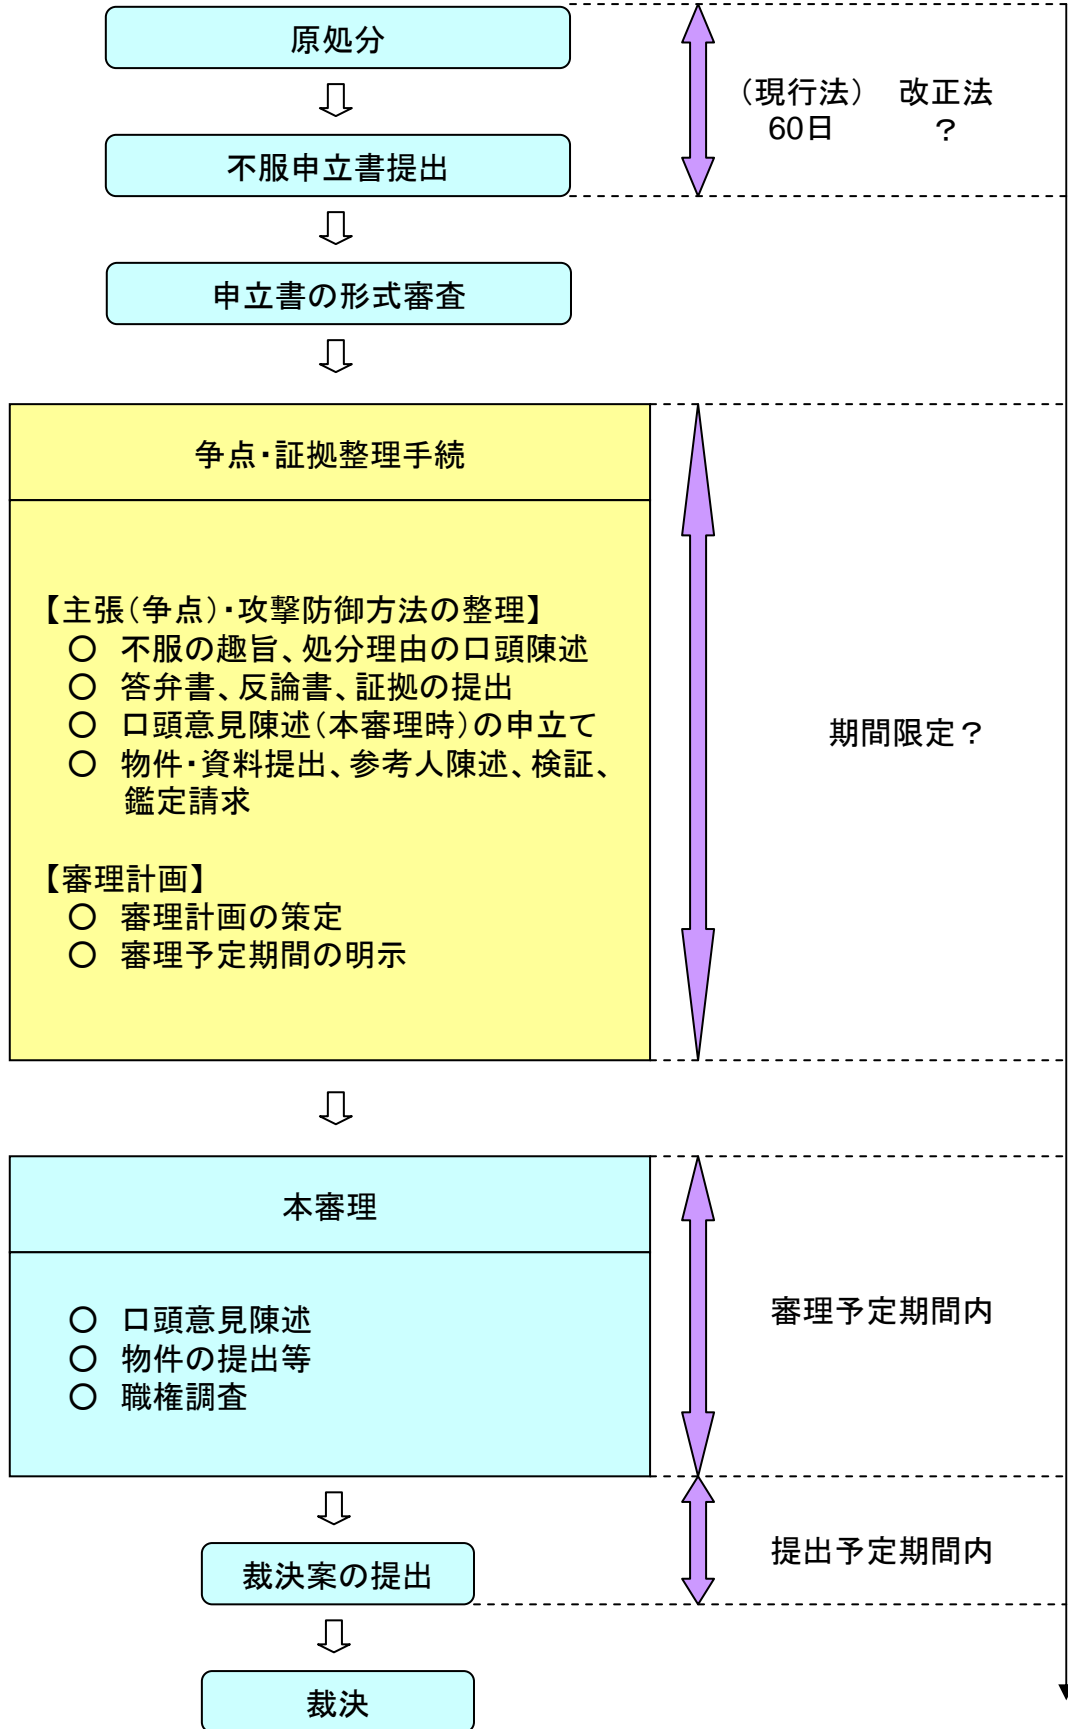 原処分
(現行法) 改正法
60日 ?
不服申立書提出
申立書の形式審査
争点・証拠整理手続
【主張(争点)・攻撃防御方法の整理】
○ 不服の趣旨、処分理由の口頭陳述
○ 答弁書、反論書、証拠の提出
○ 口頭意見陳述(本審理時)の申立て
○ 物件・資料提出、参考人陳述、検証、
鑑定請求
【審理計画】
○ 審理計画の策定
○ 審理予定期間の明示
期間限定?
本審理
○ 口頭意見陳述
○ 物件の提出等
○ 職権調査
審理予定期間内
裁決案の提出
提出予定期間内
裁決